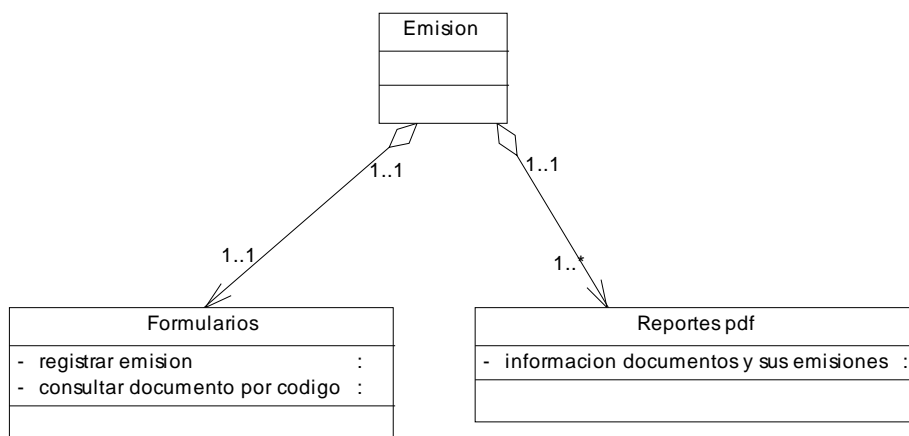 Emision
1..1
1..1
1..1
1..*
Formularios
- registrar emision :
- consultar documento por codigo :
Reportes pdf
- informacion documentos y sus emisiones :